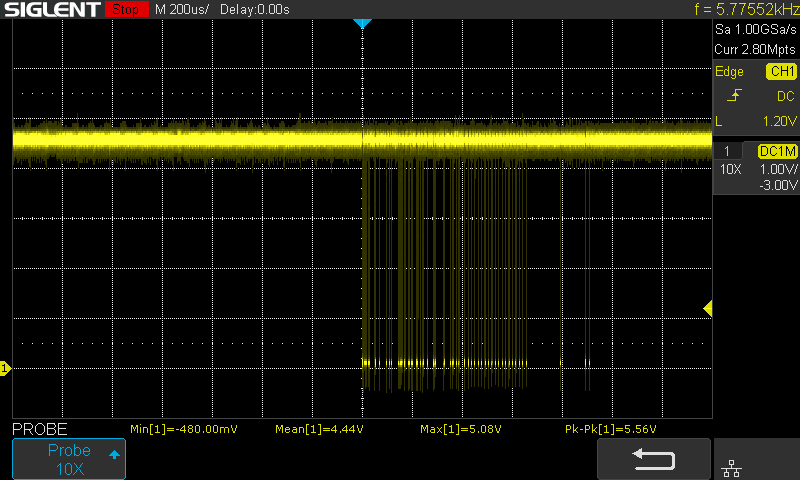 SIGLENT Stop M 200us/ Delay:0.00s f = 5.77552kHz
Sa 1.00GSa/s
Curr 2.80Mpts
Edge CH1
DC
L 1.20V
1 DC1M
10X 1.00V/
-3.00V
1
PROBE Min[1]=-480.00mV Mean[1]=4.44V Max[1]=5.08V Pk-Pk[1]=5.56V
Probe
10X